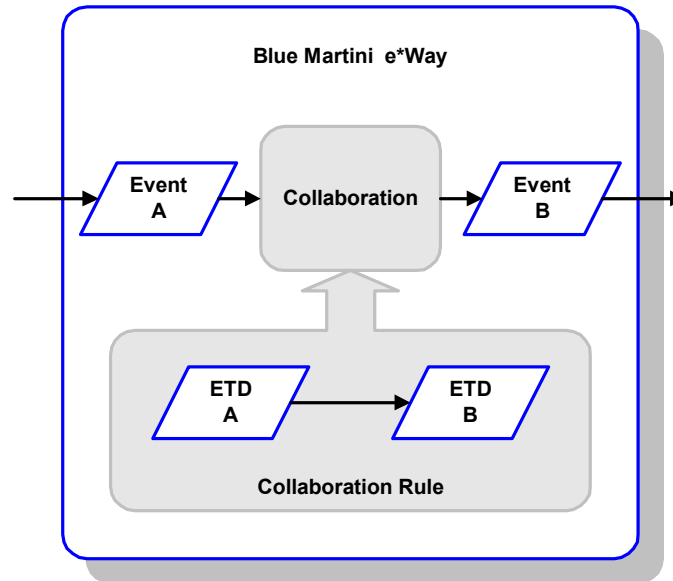 Blue Martini e*Way
Event
A
Collaboration
Event
B
ETD
A
ETD
B
Collaboration Rule